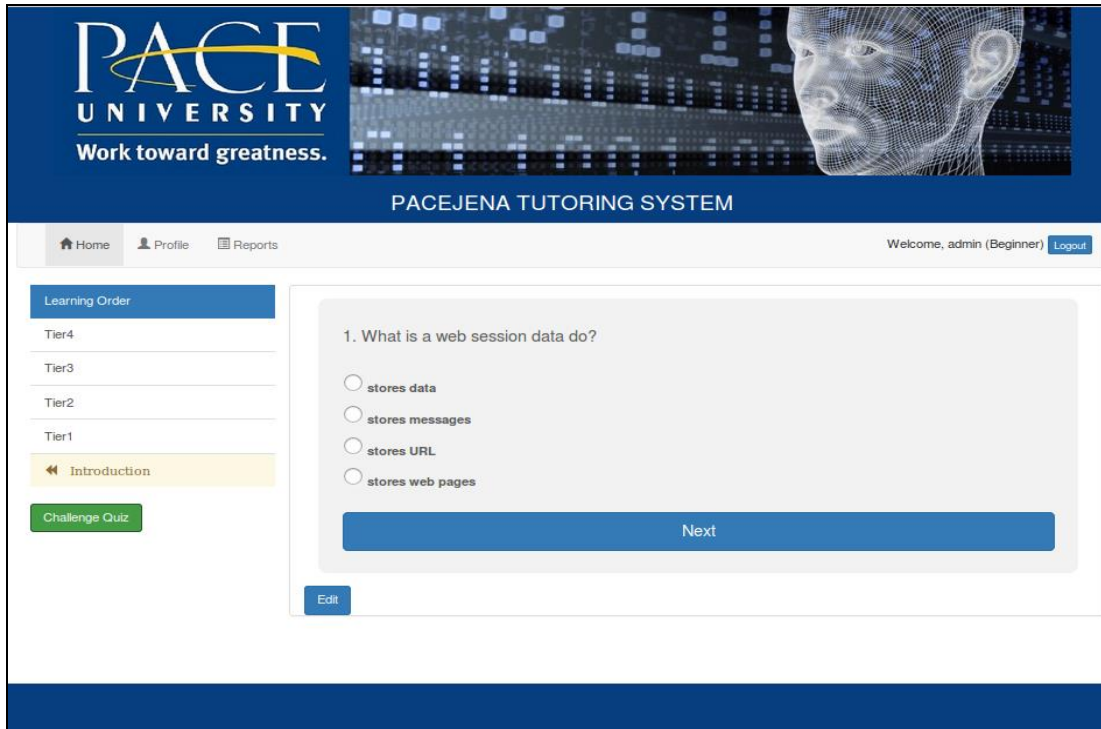 PACE
UNIVERSITY
Work toward greatness.
PACEJENA TUTORING SYSTEM
Home Profile Reports Welcome, admin (Beginner) Logout
Learning Order
Tier4
Tier3
Tier2
Tier1
Introduction
Challenge Quiz
1. What is a web session data do?
stores data
stores messages
stores URL
stores web pages
Next
Edit